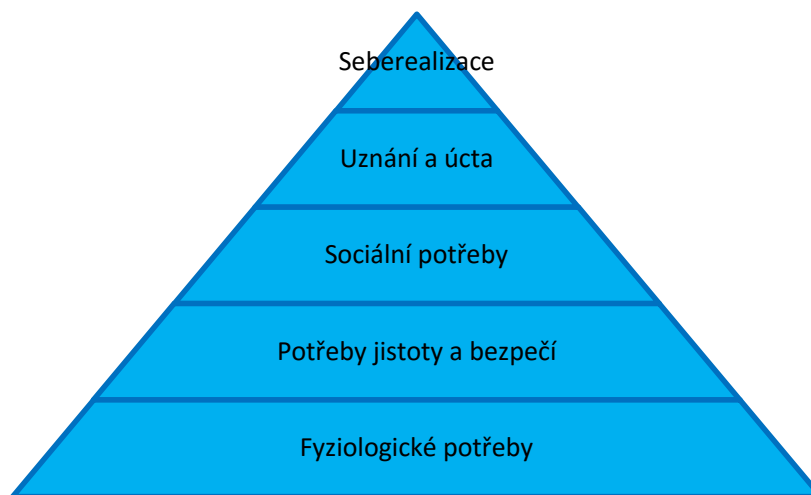 Seberealizace
Uznání a úcta
Sociální potřeby
Potřeby jistoty a bezpečí
Fyziologické potřeby